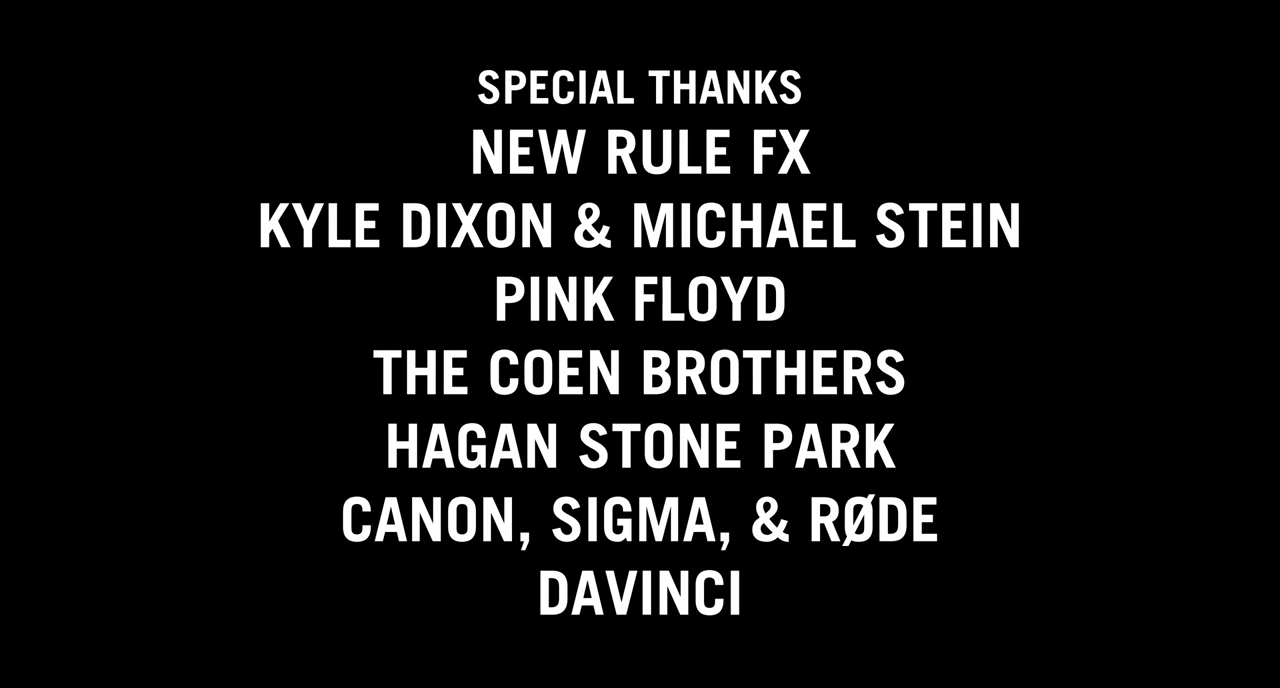 SPECIAL THANKS
NEW RULE FX
KYLE DIXON & MICHAEL STEIN
PINK FLOYD
THE COEN BROTHERS
HAGAN STONE PARK
CANON, SIGMA, & RØDE
DAVINCI